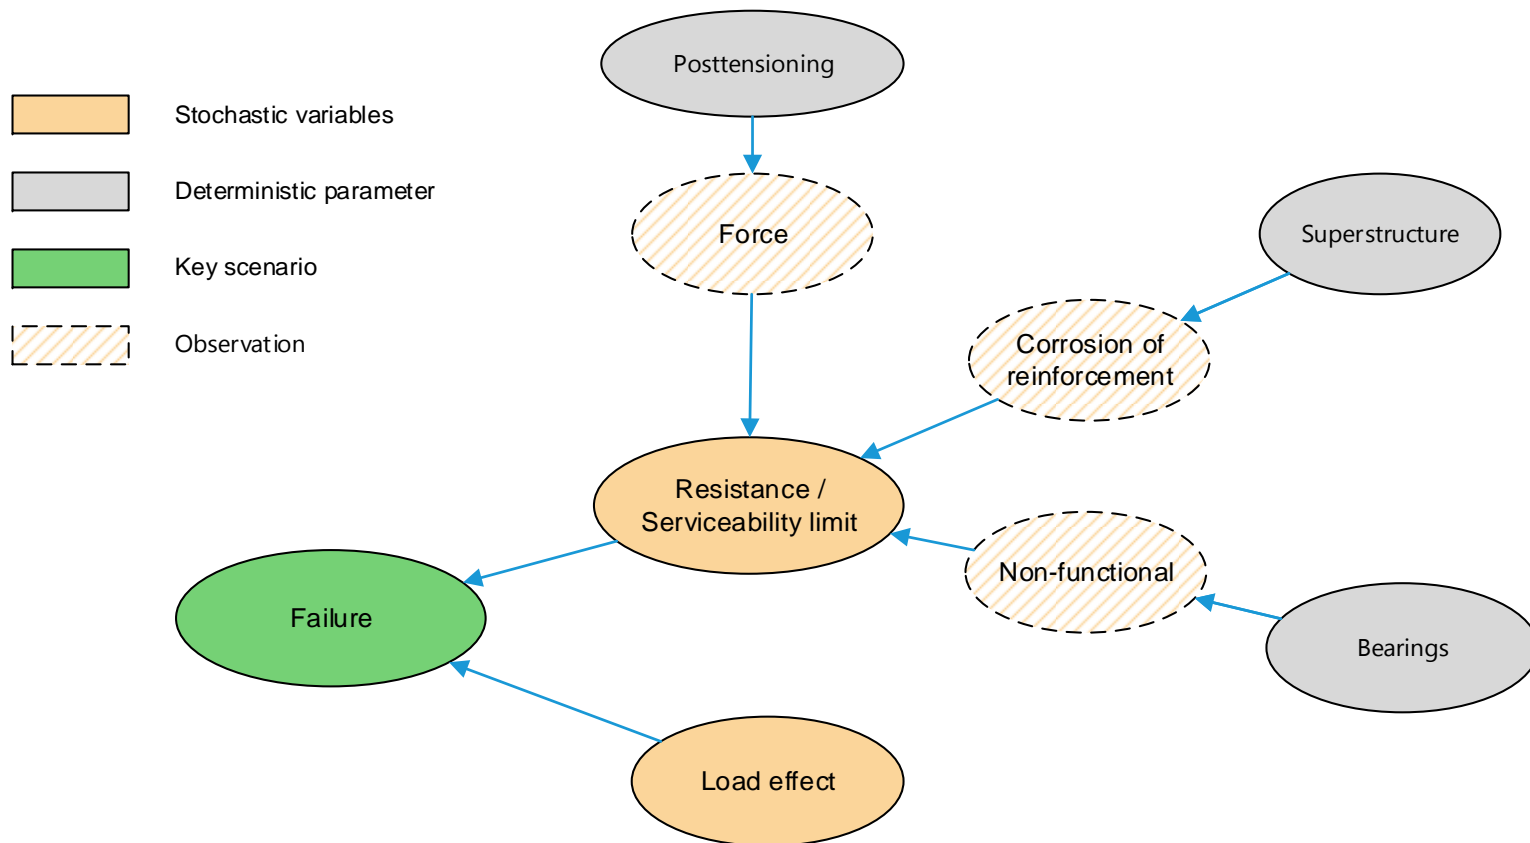 Posttensioning
Stochastic variables
Deterministic parameter
Force
Superstructure
Key scenario
Observation
Corrosion of
reinforcement
Resistance /
Serviceability limit
Non-functional
Failure
Bearings
Load effect